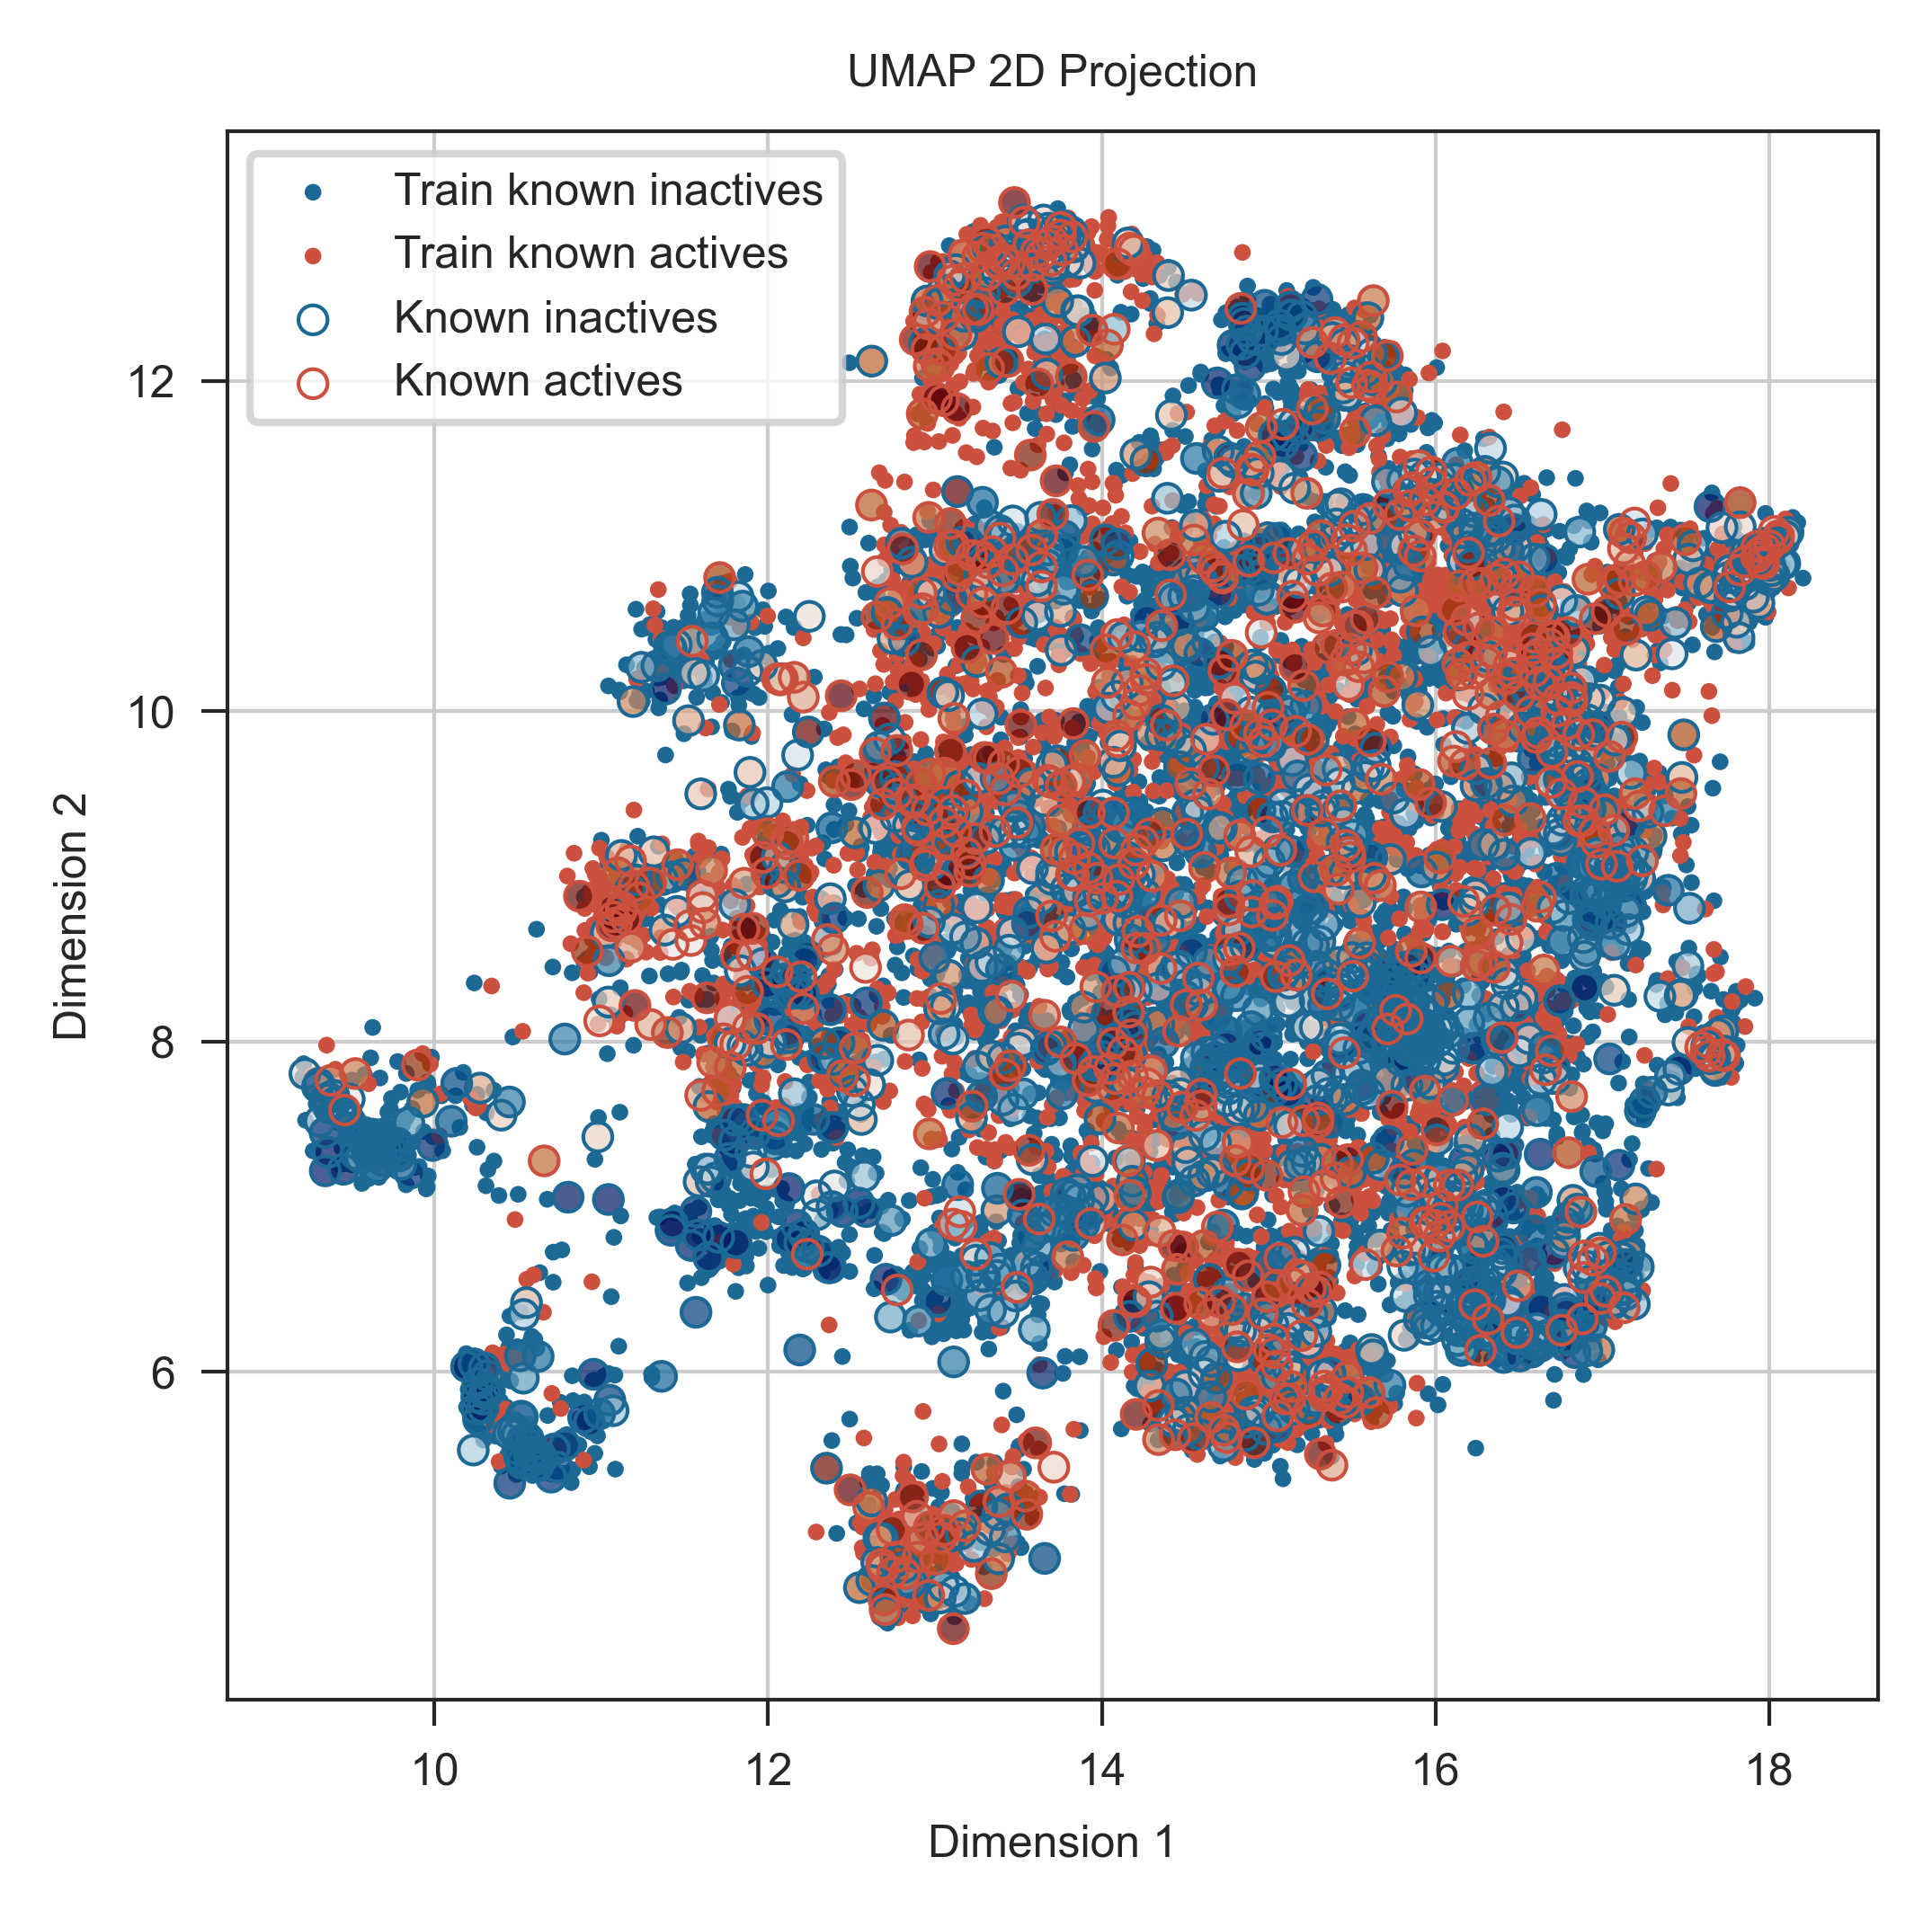 UMAP 2D Projection
Train known inactives
Train known actives
Known inactives
Known actives
12
10
8
6
Dimension 2
10 12 14 16 18
Dimension 1